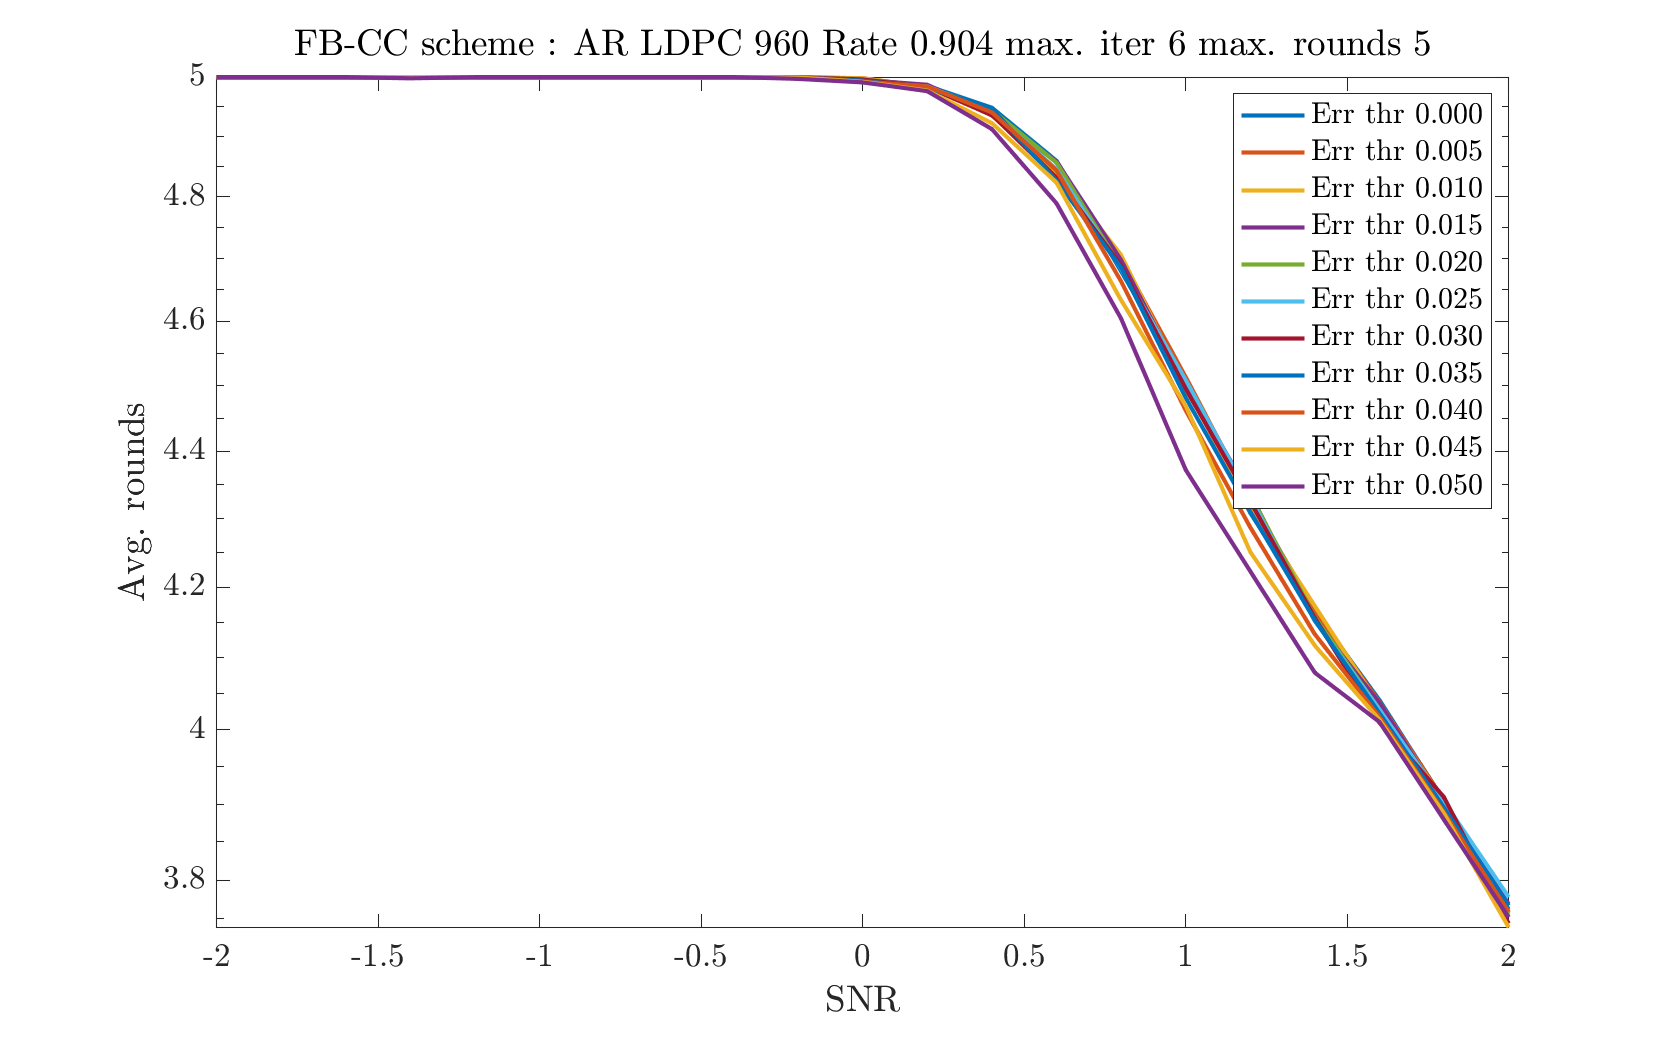 FB-CC scheme : AR LDPC 960 Rate 0.904 max. iter 6 max. rounds 5
5
4.8
4.6
4.4
4.2
4
3.8
Avg. rounds
Err thr 0.000
Err thr 0.005
Err thr 0.010
Err thr 0.015
Err thr 0.020
Err thr 0.025
Err thr 0.030
Err thr 0.035
Err thr 0.040
Err thr 0.045
Err thr 0.050
-2 -1.5 -1 -0.5 0 0.5 1 1.5 2
SNR